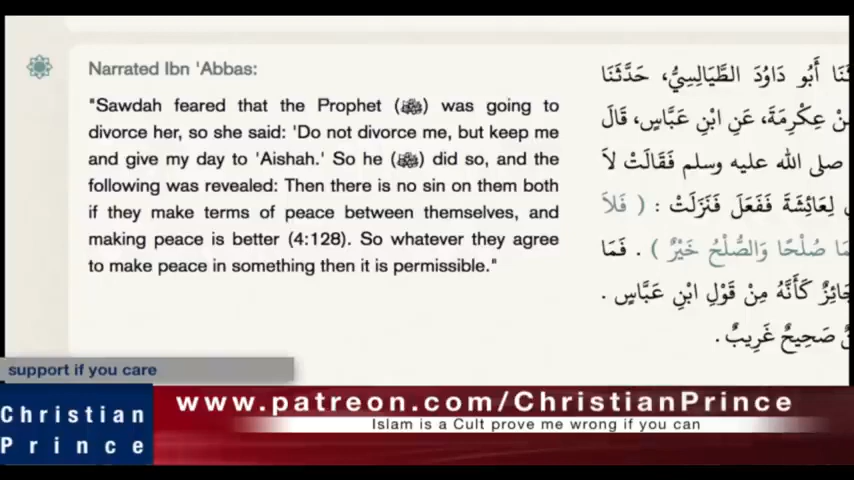 Narrated Ibn 'Abbas:
"Sawdah feared that the Prophet (ﷺ) was going to
divorce her, so she said: 'Do not divorce me, but keep me
and give my day to 'Aishah.' So he (ﷺ) did so, and the
following was revealed: Then there is no sin on them both
if they make terms of peace between themselves, and
making peace is better (4:128). So whatever they agree
to make peace in something then it is permissible."
أَبُو دَاوُدَ الطَّيَالِسِيُّ، حَدَّثَنَا
عِكْرِمَةَ، عَنِ ابْنِ عَبَّاسٍ، قَالَ
صلى الله عليه وسلم فَقَالَتْ لاَ
لِعَائِشَةَ فَفَعَلَ فَنَزَلَتْ : ( فَلاَ
صُلْحًا وَالصُّلْحُ خَيْرٌ ) . فَمَا
كَأَنَّهُ مِنْ قَوْلِ ابْنِ عَبَّاسٍ .
صَحِيحٌ غَرِيبٌ .
support if you care
Christian
Prince
www.patreon.com/ChristianPrince
Islam is a Cult prove me wrong if you can